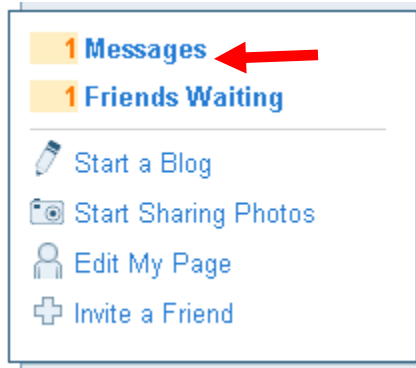 1 Messages
1 Friends Waiting
Start a Blog
Start Sharing Photos
Edit My Page
Invite a Friend